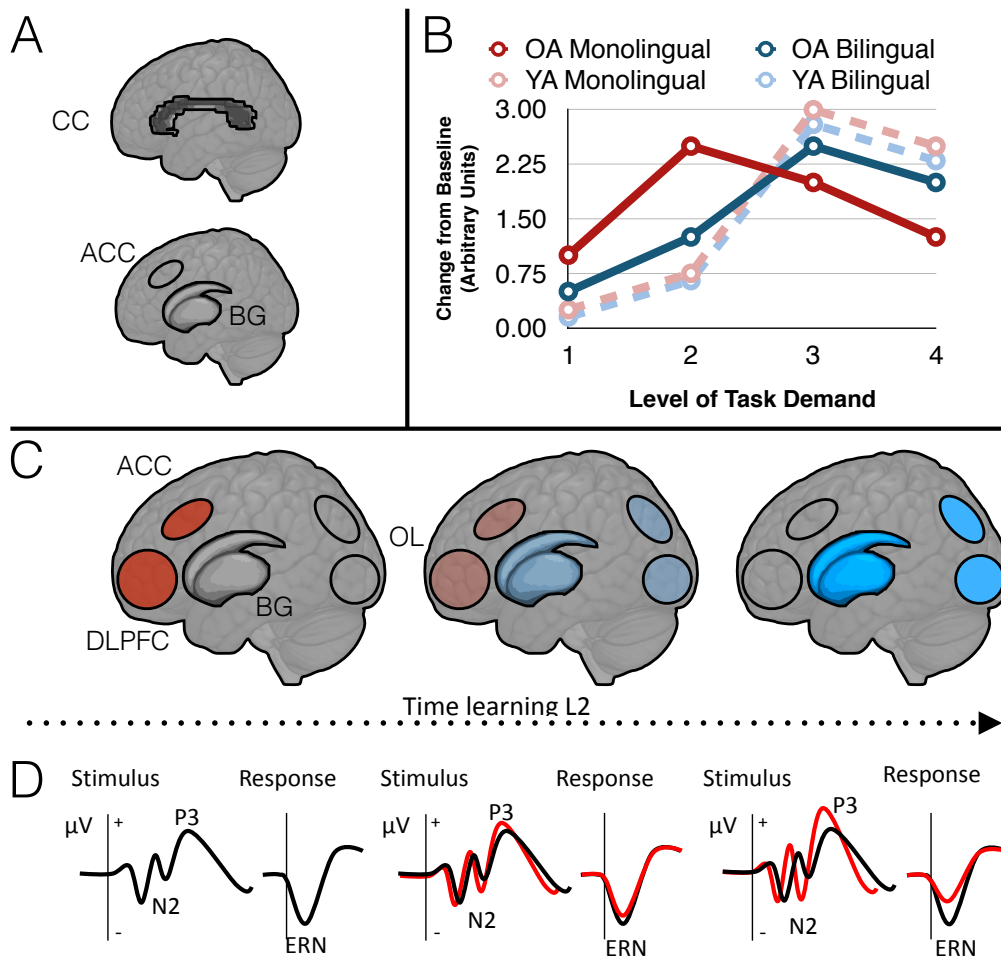 A
CC
ACC
BG
B
OA Monolingual OA Bilingual
YA Monolingual YA Bilingual
Change from Baseline
(Arbitrary Units)
3.00
2.25
1.50
0.75
0.00
1 2 3 4
Level of Task Demand
C
ACC
DLPFC
BG
OL
Time learning L2
D
Stimulus Response Stimulus Response Stimulus Response
µV + P3 µV + P3 µV + P3
N2 N2 N2
- - -
ERN ERN ERN